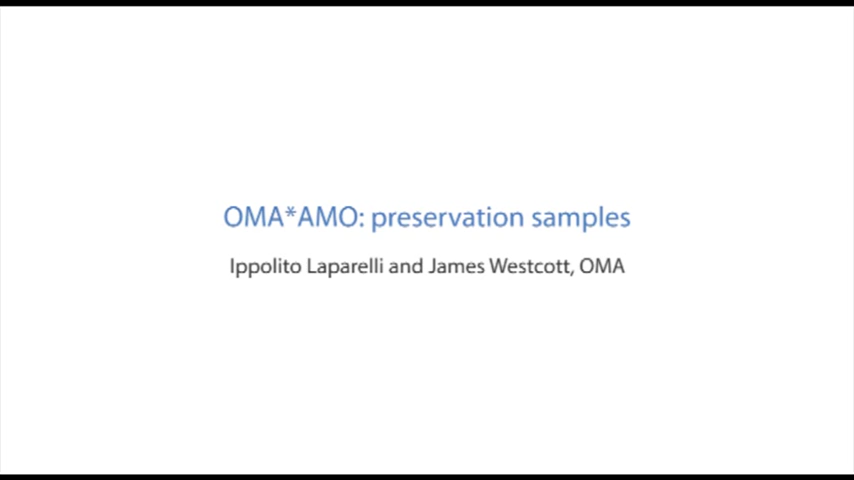 OMA*AMO: preservation samples
Ippolito Laparelli and James Westcott, OMA